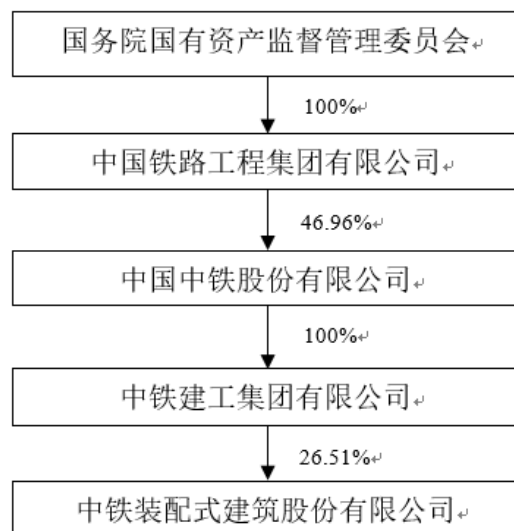 国务院国有资产监督管理委员会
100%
中国铁路工程集团有限公司
46.96%
中国中铁股份有限公司
100%
中铁建工集团有限公司
26.51%
中铁装配式建筑股份有限公司